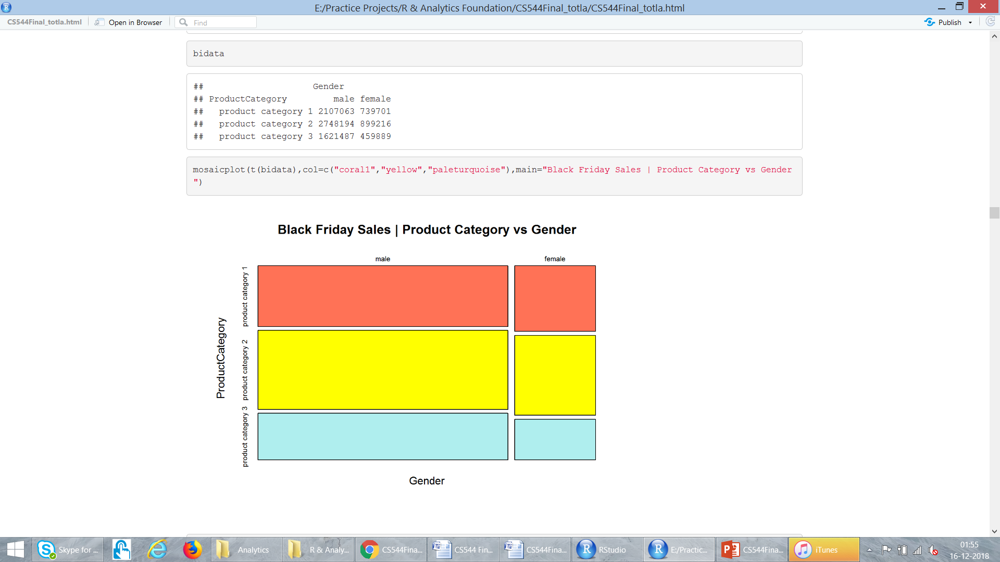 E:/Practice Projects/R & Analytics Foundation/CS544Final_totla/CS544Final_totla.html
CS544Final_totla.html Open in Browser Find Publish
bidata
## Gender
## ProductCategory male female
## product category 1 2107063 739701
## product category 2 2748194 899216
## product category 3 1621487 459889
mosaicplot(t(bidata),col=c("coral1","yellow","paleturquoise"),main="Black Friday Sales | Product Category vs Gender
")
Black Friday Sales | Product Category vs Gender
male female
product category 1
product category 2
product category 3
ProductCategory
Gender
Skype for ... Analytics R & Analy... CS544Fina... CS544 Fin... CS544Fina... RStudio E:/Practic... CS544Fina... iTunes
01:55
16-12-2018